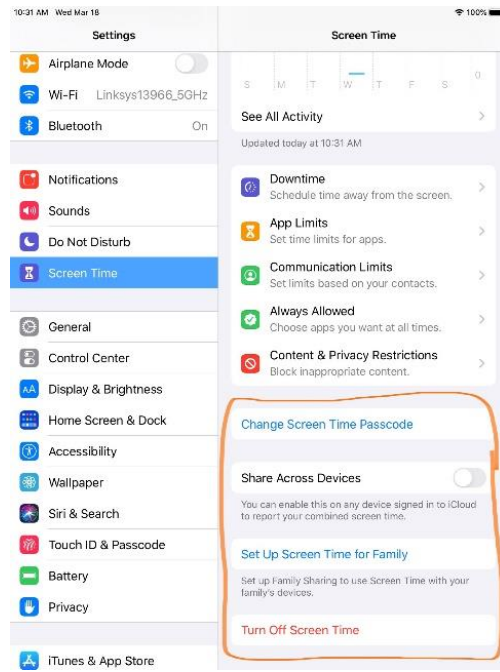 10:31 AM Wed Mar 18
100%
Settings
Airplane Mode
Wi-Fi Linksys13966_5GHz
Bluetooth On
Notifications
Sounds
Do Not Disturb
Screen Time
General
Control Center
AA Display & Brightness
Home Screen & Dock
Accessibility
Wallpaper
Siri & Search
Touch ID & Passcode
Battery
Privacy
iTunes & App Store
Screen Time
0
S M T W T F S
See All Activity
Updated today at 10:31 AM
Downtime
Schedule time away from the screen.
App Limits
Set time limits for apps.
Communication Limits
Set limits based on your contacts.
Always Allowed
Choose apps you want at all times.
Content & Privacy Restrictions
Block inappropriate content.
Change Screen Time Passcode
Share Across Devices
You can enable this on any device signed in to iCloud
to report your combined screen time.
Set Up Screen Time for Family
Set up Family Sharing to use Screen Time with your
family's devices.
Turn Off Screen Time